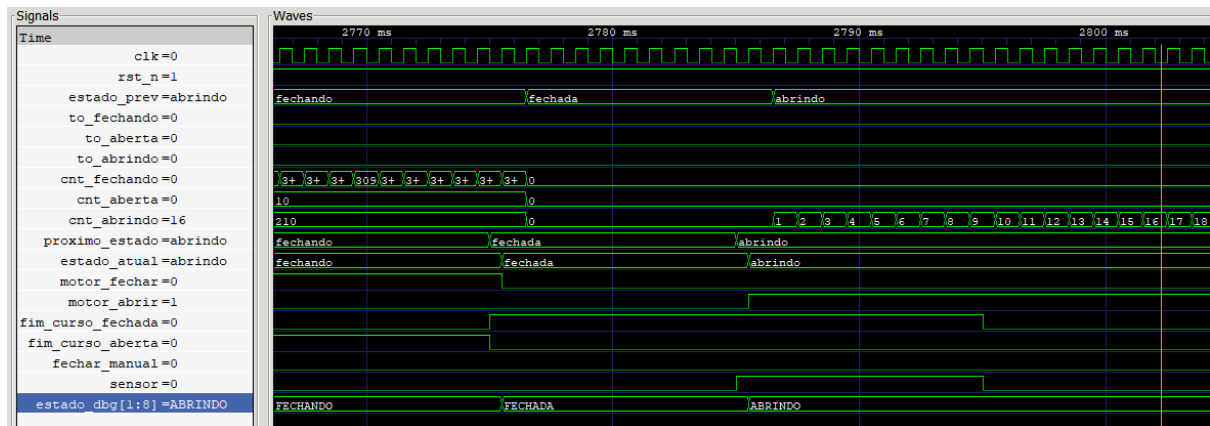 Signals
Waves
Time
2770 ms 2780 ms 2790 ms 2800 ms
clk=0
rst_n=1
estado_prev=abrindo fechando fechada abrindo
to_fechando=0
to_aberta=0
to_abrindo=0
cnt_fechando=0 3+ 3+ 3+ 309 3+ 3+ 3+ 3+ 3+ 3+ 0
cnt_aberta=0 10 0
cnt_abrindo=16 210 0 1 2 3 4 5 6 7 8 9 10 11 12 13 14 15 16 17 18
proximo_estado=abrindo fechando fechada abrindo
estado_atual=abrindo fechando fechada abrindo
motor_fechar=0
motor_abrir=1
fim_curso_fechada=0
fim_curso_aberta=0
fechar_manual=0
sensor=0
estado_dbg[1:8]=ABRINDO FECHANDO FECHADA ABRINDO